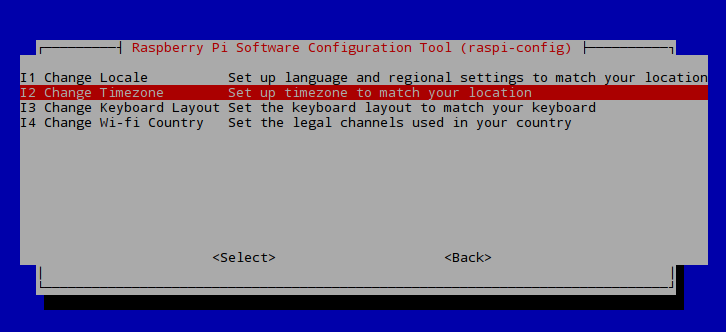 Raspberry Pi Software Configuration Tool (raspi-config)
I1 Change Locale Set up language and regional settings to match your location
I2 Change Timezone Set up timezone to match your location
I3 Change Keyboard Layout Set the keyboard layout to match your keyboard
I4 Change Wi-fi Country Set the legal channels used in your country
<Select> <Back>